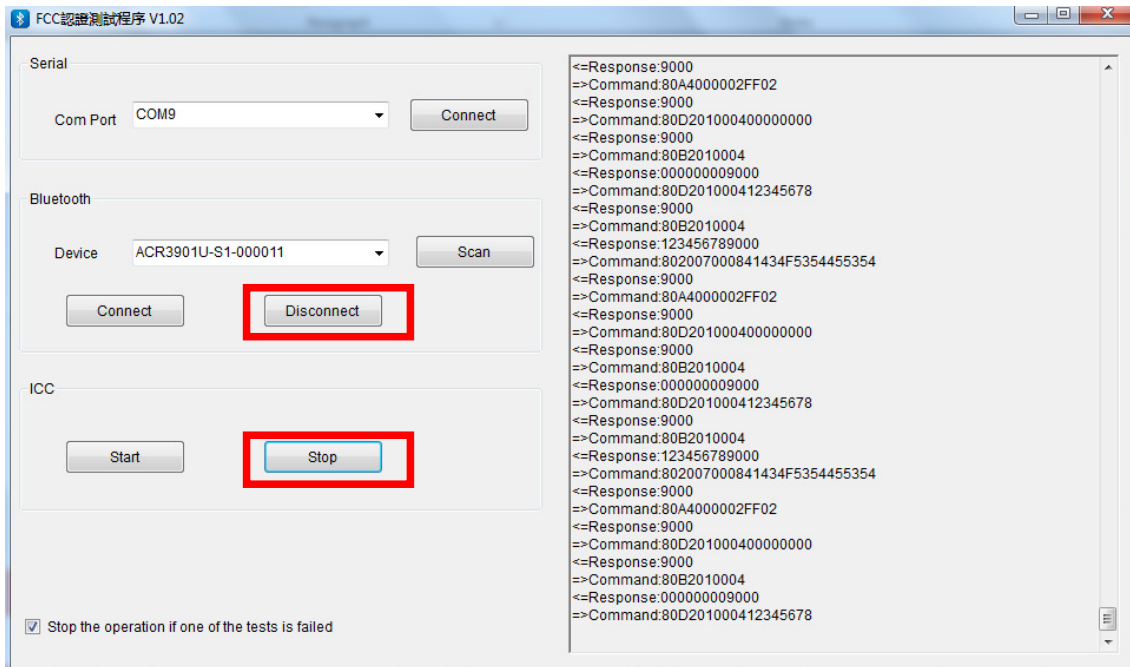 FCC認證測試程序 V1.02
Serial
Com Port
COM9
Connect
Bluetooth
Device
ACR3901U-S1-000011
Scan
Connect
Disconnect
ICC
Start
Stop
Stop the operation if one of the tests is failed
<=Response:9000
=>Command:80A4000002FF02
<=Response:9000
=>Command:80D201000400000000
<=Response:9000
=>Command:80B2010004
<=Response:000000009000
=>Command:80D201000412345678
<=Response:9000
=>Command:80B2010004
<=Response:123456789000
=>Command:802007000841434F5354455354
<=Response:9000
=>Command:80A4000002FF02
<=Response:9000
=>Command:80D201000400000000
<=Response:9000
=>Command:80B2010004
<=Response:000000009000
=>Command:80D201000412345678
<=Response:9000
=>Command:80B2010004
<=Response:123456789000
=>Command:802007000841434F5354455354
<=Response:9000
=>Command:80A4000002FF02
<=Response:9000
=>Command:80D201000400000000
<=Response:9000
=>Command:80B2010004
<=Response:000000009000
=>Command:80D201000412345678